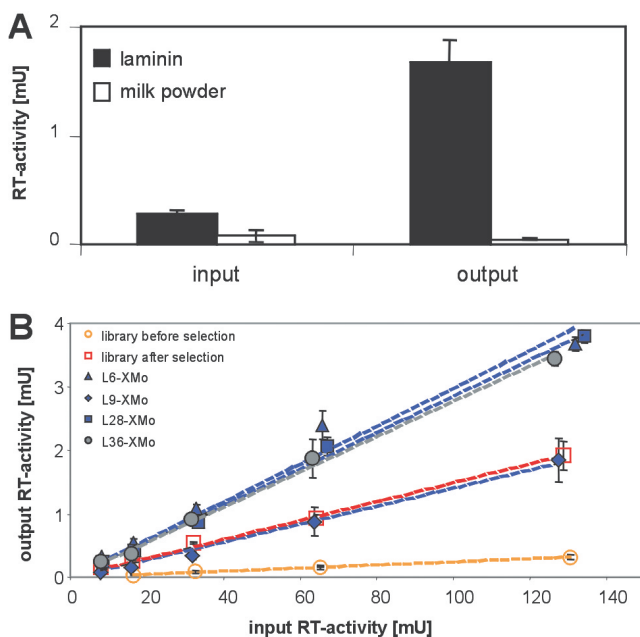 A
2
1
0
RT-activity [mU]
laminin
milk powder
input
output
B
4
3
2
1
0
output RT-activity [mU]
library before selection
library after selection
L6-XMo
L9-XMo
L28-XMo
L36-XMo
0 20 40 60 80 100 120 140
input RT-activity [mU]